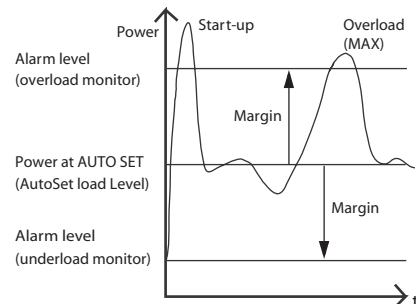 Power
Start-up
Overload
(MAX)
Alarm level
(overload monitor)
Margin
Power at AUTO SET
(AutoSet load Level)
Margin
Alarm level
(underload monitor)
t